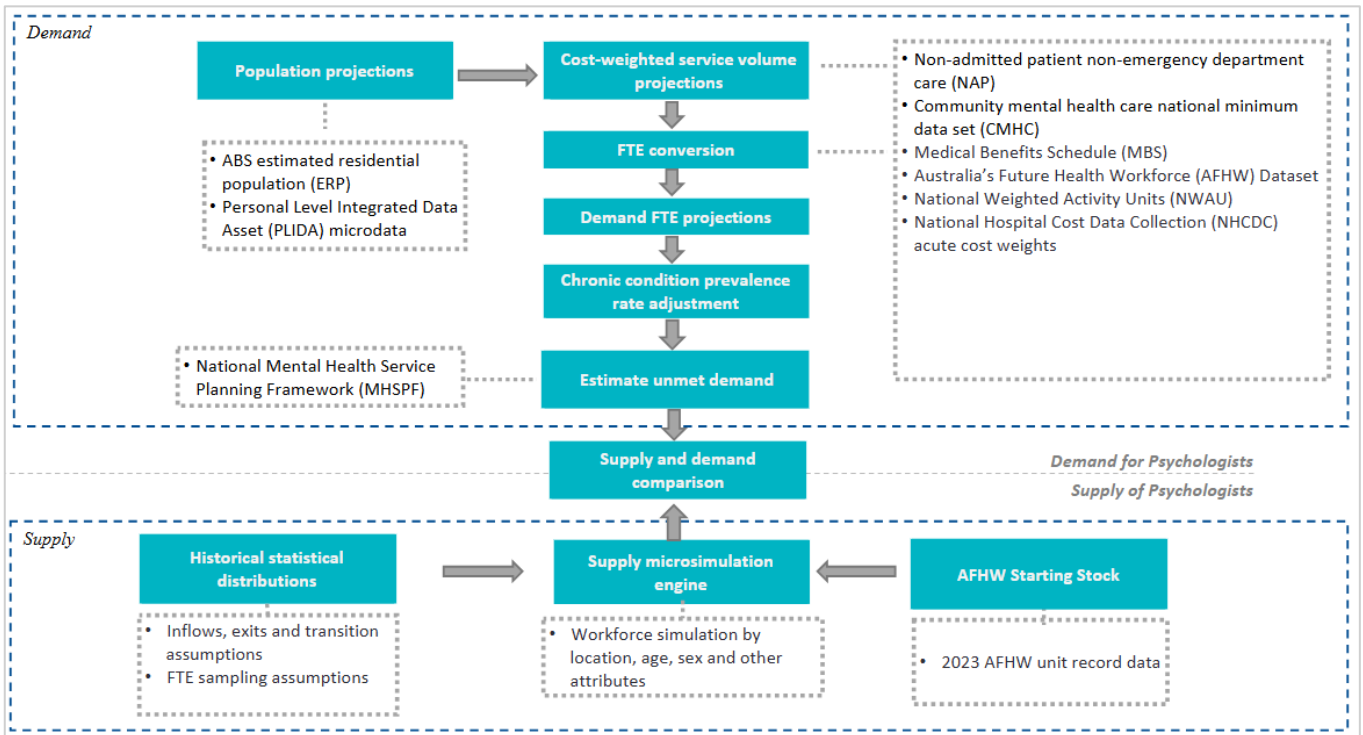 Demand
Population projections
Cost-weighted service volume
projections
• Non-admitted patient non-emergency department
care (NAP)
• Community mental health care national minimum
data set (CMHC)
• Medical Benefits Schedule (MBS)
• Australia's Future Health Workforce (AFHW) Dataset
• National Weighted Activity Units (NWAU)
• National Hospital Cost Data Collection (NHCDC)
acute cost weights
• ABS estimated residential
population (ERP)
• Personal Level Integrated Data
Asset (PLIDA) microdata
FTE conversion
Demand FTE projections
Chronic condition prevalence
rate adjustment
• National Mental Health Service
Planning Framework (MHSPF)
Estimate unmet demand
Supply and demand
comparison
Demand for Psychologists
Supply of Psychologists
Supply
Historical statistical
distributions
Supply microsimulation
engine
AFHW Starting Stock
• Inflows, exits and transition
assumptions
• FTE sampling assumptions
• Workforce simulation by
location, age, sex and other
attributes
• 2023 AFHW unit record data